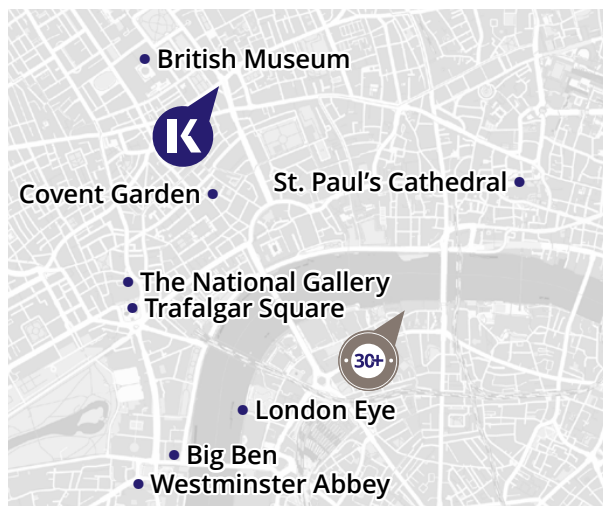 British Museum
K
Covent Garden
St. Paul's Cathedral
The National Gallery
Trafalgar Square
30+
London Eye
Big Ben
Westminster Abbey